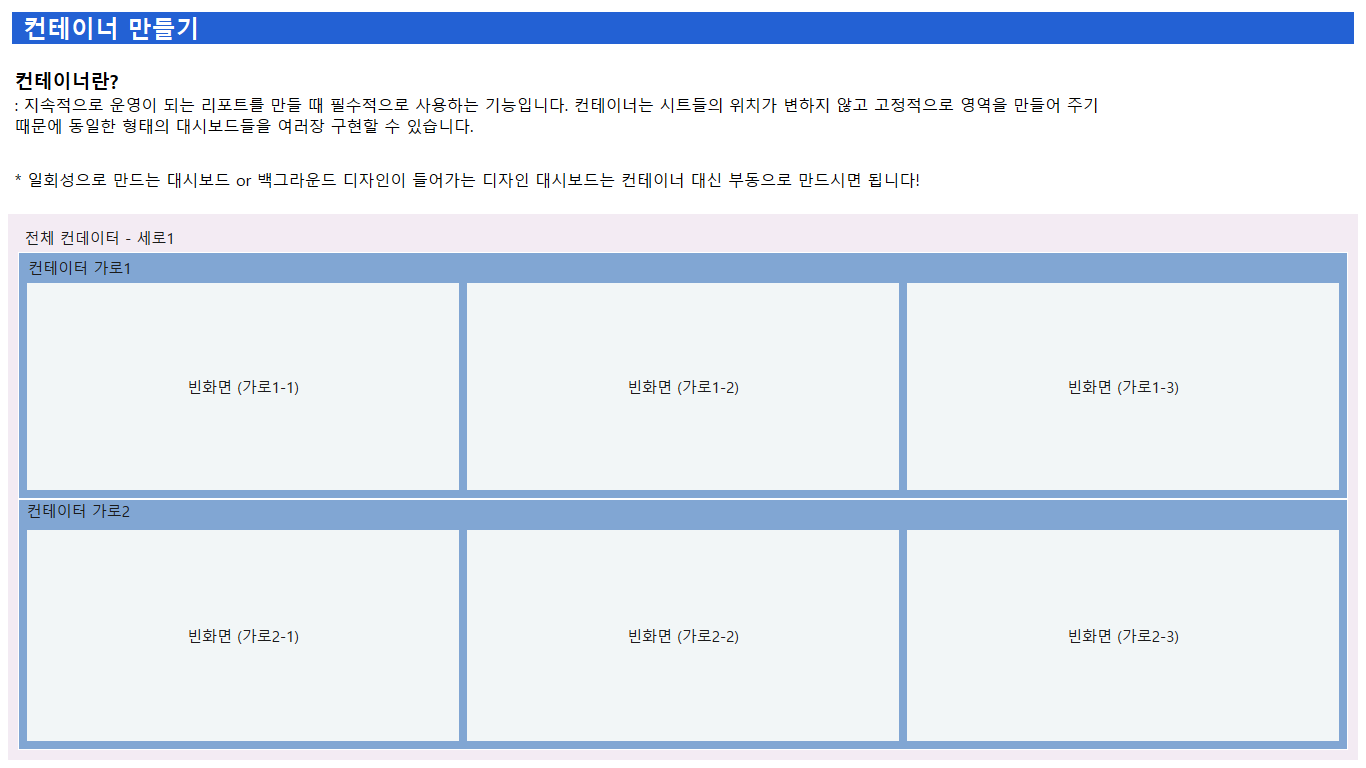 컨테이너 만들기
컨테이너란?
: 지속적으로 운영이 되는 리포트를 만들 때 필수적으로 사용하는 기능입니다. 컨테이너는 시트들의 위치가 변하지 않고 고정적으로 영역을 만들어 주기
때문에 동일한 형태의 대시보드들을 여러장 구현할 수 있습니다.
* 일회성으로 만드는 대시보드 or 백그라운드 디자인이 들어가는 디자인 대시보드는 컨테이너 대신 부동으로 만드시면 됩니다!
전체 컨데이터 - 세로1
컨테이터 가로1
빈화면 (가로1-1)
빈화면 (가로1-2)
빈화면 (가로1-3)
컨테이터 가로2
빈화면 (가로2-1)
빈화면 (가로2-2)
빈화면 (가로2-3)